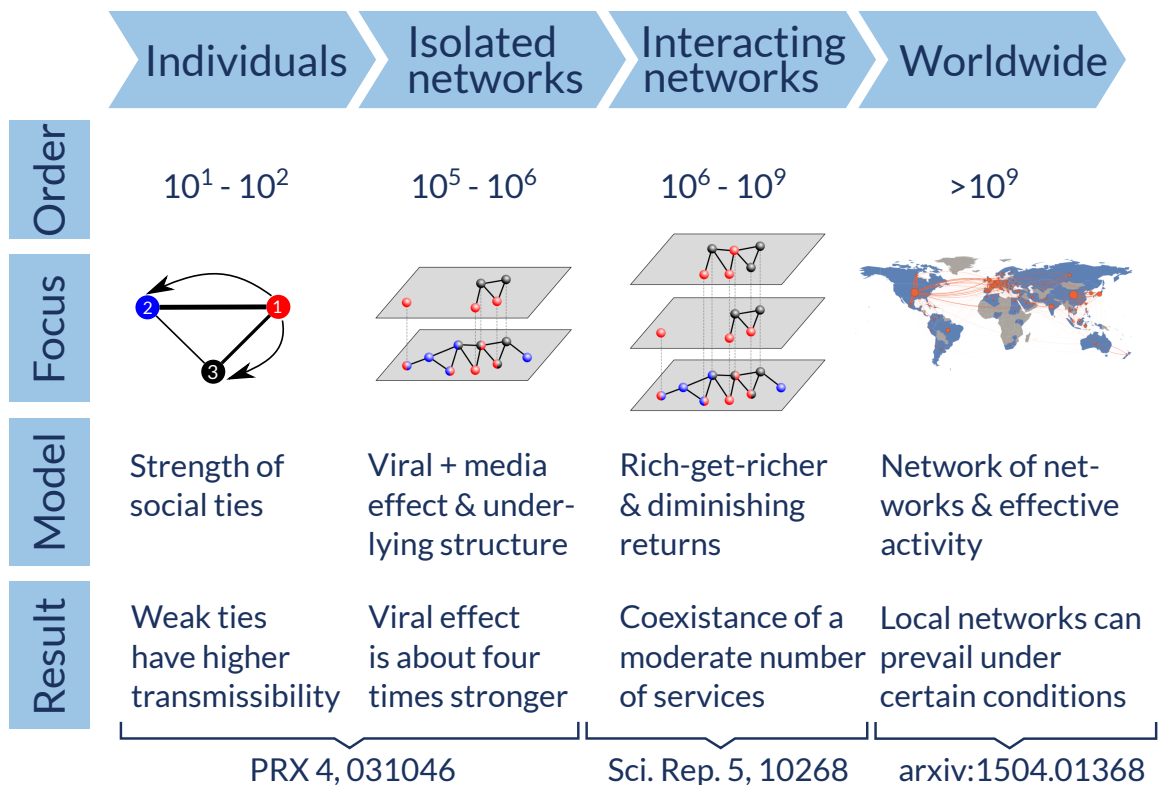 Individuals
Isolated
networks
Interacting
networks
Worldwide
Order
10¹ - 10²
10⁵ - 10⁶
10⁶ - 10⁹
>10⁹
Focus
2
1
3
Model
Strength of
social ties
Viral + media
effect & under-
lying structure
Rich-get-richer
& diminishing
returns
Network of net-
works & effective
activity
Result
Weak ties
have higher
transmissibility
Viral effect
is about four
times stronger
Coexistance of a
moderate number
of services
Local networks can
prevail under
certain conditions
PRX 4, 031046
Sci. Rep. 5, 10268
arxiv:1504.01368